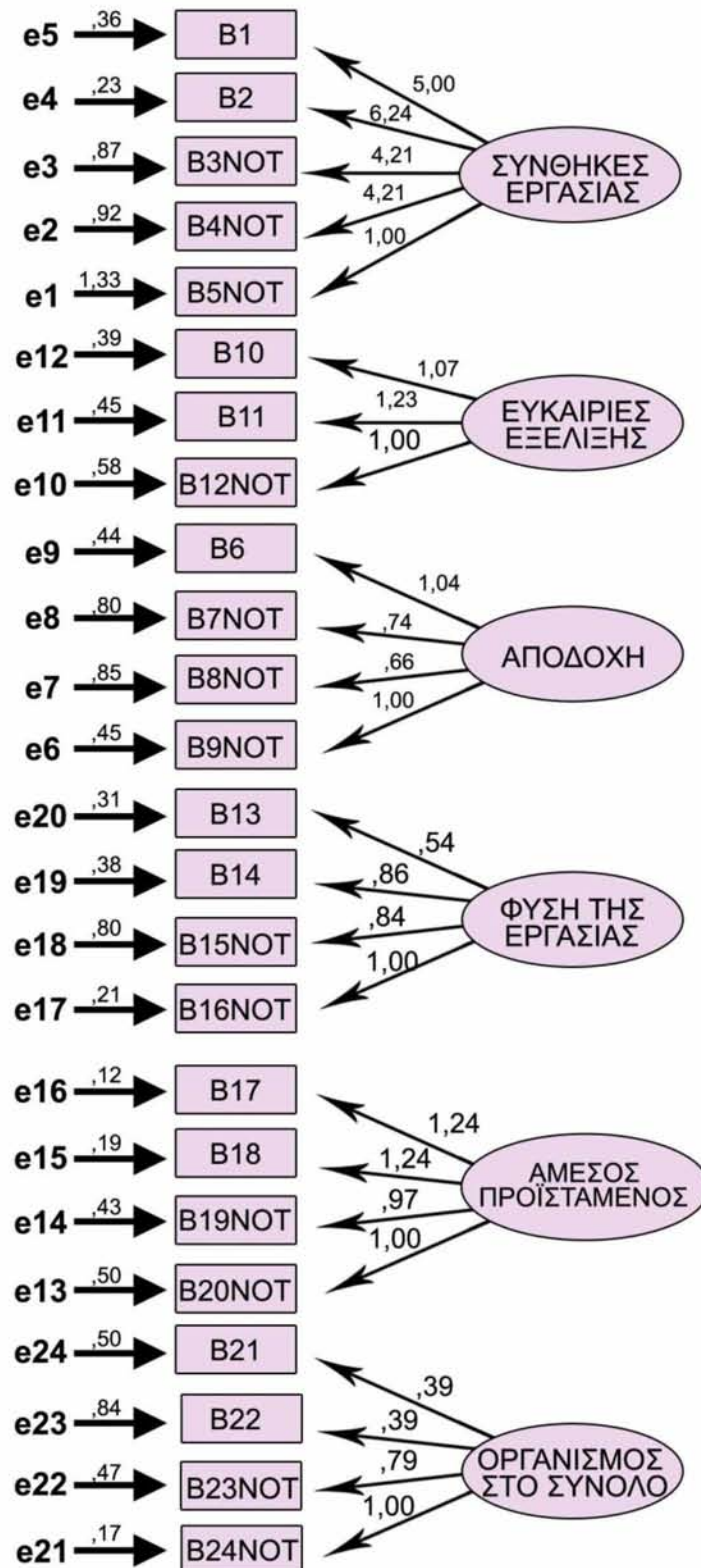 e5 ,36 B1
5,00
e4 ,23 B2
6,24
e3 ,87 B3NOT
4,21
ΣΥΝΘΗΚΕΣ
ΕΡΓΑΣΙΑΣ
e2 ,92 B4NOT
4,21
e1 1,33 B5NOT
1,00
e12 ,39 B10
1,07
e11 ,45 B11
1,23
ΕΥΚΑΙΡΙΕΣ
ΕΞΕΛΙΞΗΣ
e10 ,58 B12NOT
1,00
e9 ,44 B6
1,04
e8 ,80 B7NOT
,74
ΑΠΟΔΟΧΗ
e7 ,85 B8NOT
,66
e6 ,45 B9NOT
1,00
e20 ,31 B13
,54
e19 ,38 B14
,86
ΦΥΣΗ ΤΗΣ
ΕΡΓΑΣΙΑΣ
e18 ,80 B15NOT
,84
e17 ,21 B16NOT
1,00
e16 ,12 B17
1,24
e15 ,19 B18
1,24
ΑΜΕΣΟΣ
ΠΡΟΪΣΤΑΜΕΝΟΣ
e14 ,43 B19NOT
,97
e13 ,50 B20NOT
1,00
e24 ,50 B21
,39
e23 ,84 B22
,39
ΟΡΓΑΝΙΣΜΟΣ
ΣΤΟ ΣΥΝΟΛΟ
e22 ,47 B23NOT
,79
e21 ,17 B24NOT
1,00